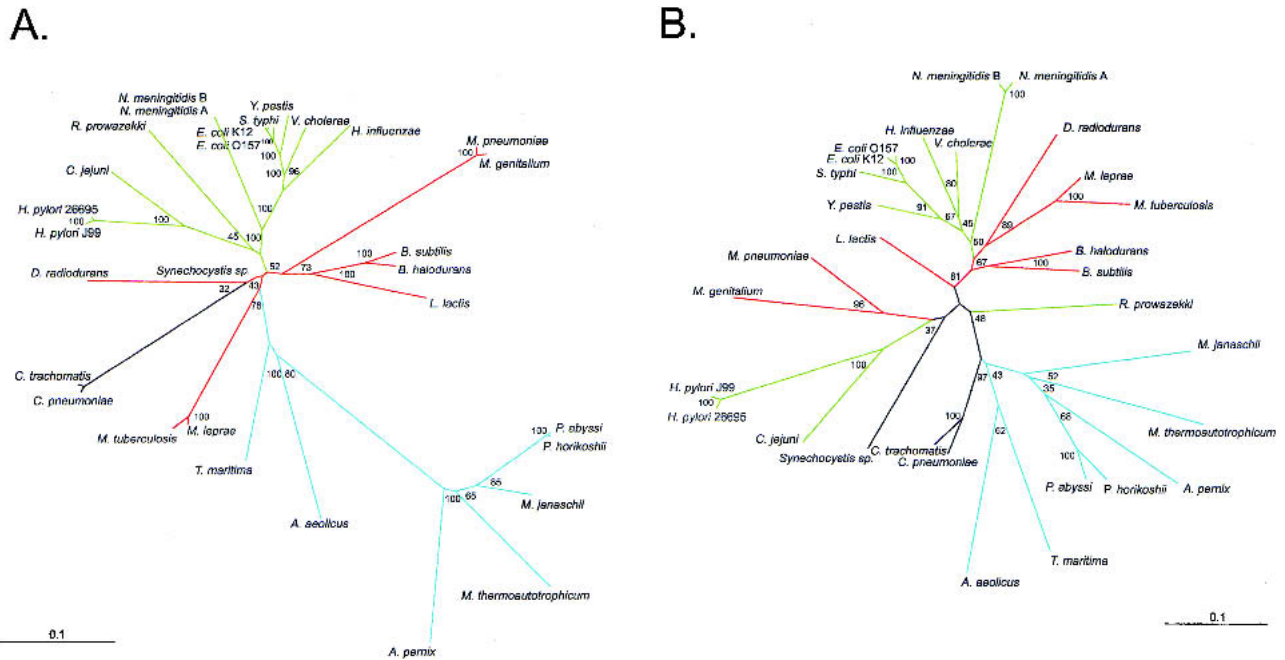 A.
N. meningitidis B
N. meningitidis A
R. prowazekki
C. jejuni
H. pylori 26695
100
H. pylori J99
100
45
100
100
E. coli K12
E. coli O157
S. typhi
Y. pestis
V. cholerae
H. influenzae
100
100
100
96
M. pneumoniae
100
M. genitalium
100
B. subtilis
B. halodurans
100
L. lactis
73
52
Synechocystis sp.
D. radiodurans
32
43
78
C. trachomatis
C. pneumoniae
100
M. leprae
M. tuberculosis
T. maritima
100
80
A. aeolicus
100
P. abyssi
P. horikoshii
85
M. janaschii
100
65
M. thermoautotrophicum
A. pernix
0.1
B.
N. meningitidis B
N. meningitidis A
100
D. radiodurans
H. influenzae
V. cholerae
E. coli O157
E. coli K12
100
S. typhi
100
91
Y. pestis
67
80
45
50
89
M. leprae
100
M. tuberculosis
L. lactis
67
100
B. halodurans
B. subtilis
81
M. pneumoniae
M. genitalium
96
37
48
R. prowazekki
H. pylori J99
100
H. pylori 26695
100
C. jejuni
Synechocystis sp.
97
100
C. trachomatis
C. pneumoniae
43
52
35
M. janaschii
68
M. thermoautotrophicum
100
P. abyssi
P. horikoshii
A. pernix
62
T. maritima
A. aeolicus
0.1